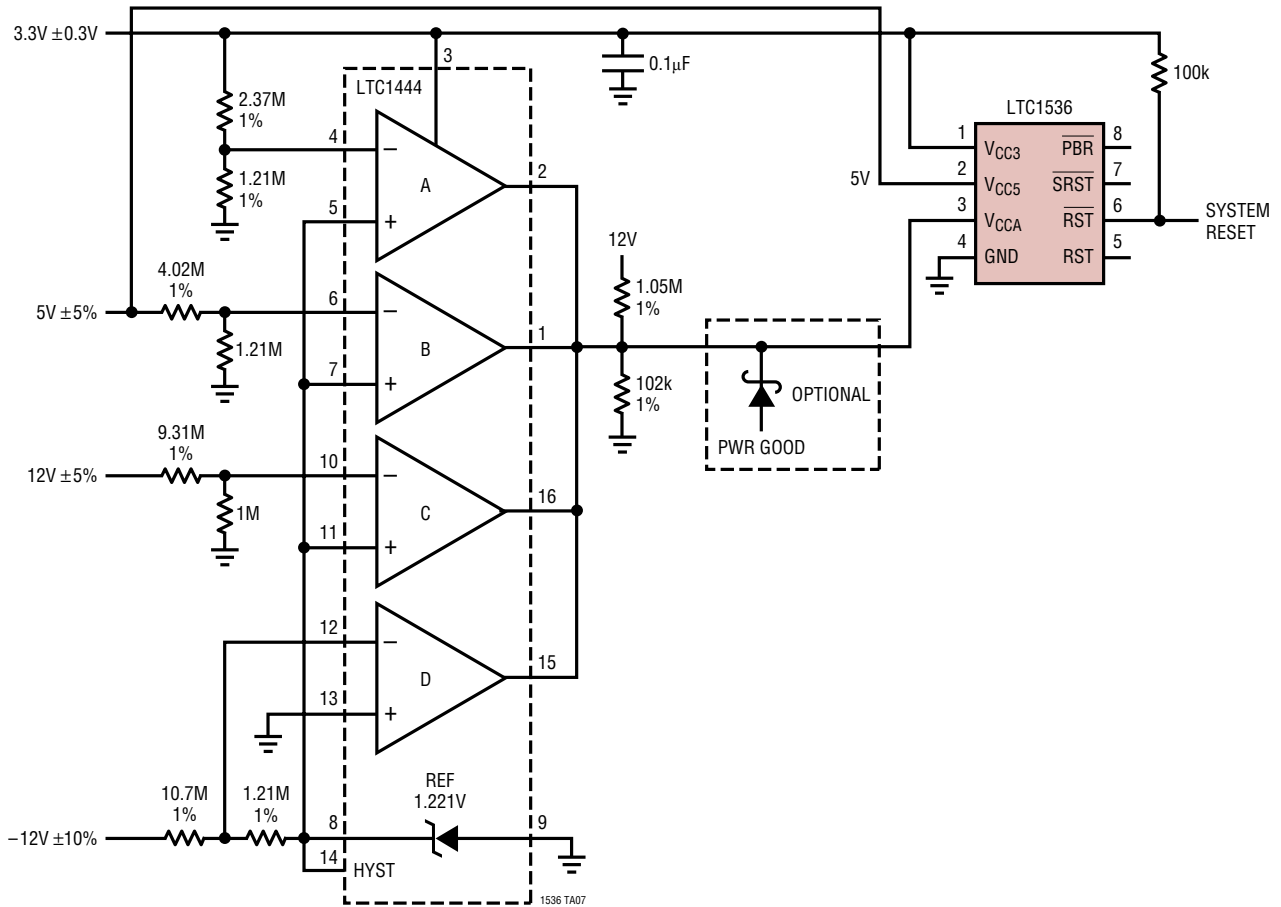 3.3V ±0.3V
3
0.1µF
100k
LTC1444
LTC1536
2.37M
1%
4
−
A
2
1.21M
1%
5
+
1
VCC3
PBR
8
5V
2
VCC5
SRST
7
3
VCCA
RST
6
SYSTEM
RESET
4
GND
RST
5
4.02M
1%
5V ±5%
6
−
B
1
1.21M
7
+
12V
1.05M
1%
102k
1%
OPTIONAL
PWR GOOD
9.31M
1%
12V ±5%
10
−
C
16
1M
11
+
12
−
D
15
13
+
10.7M
1%
1.21M
1%
REF
1.221V
−12V ±10%
8
9
14
HYST
1536 TA07